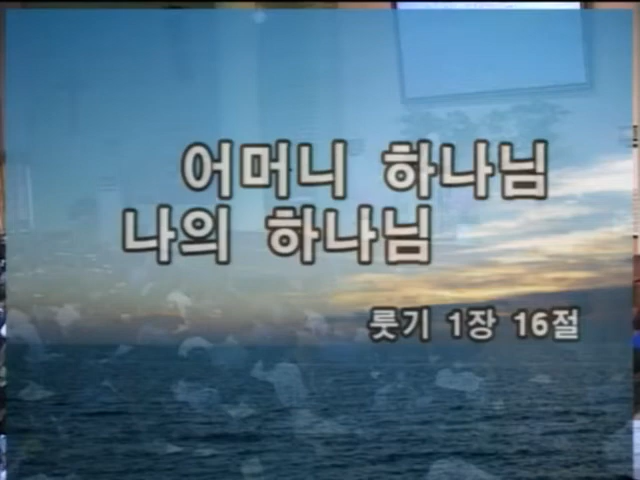 어머니 하나님
나의 하나님
룻기 1장 16절